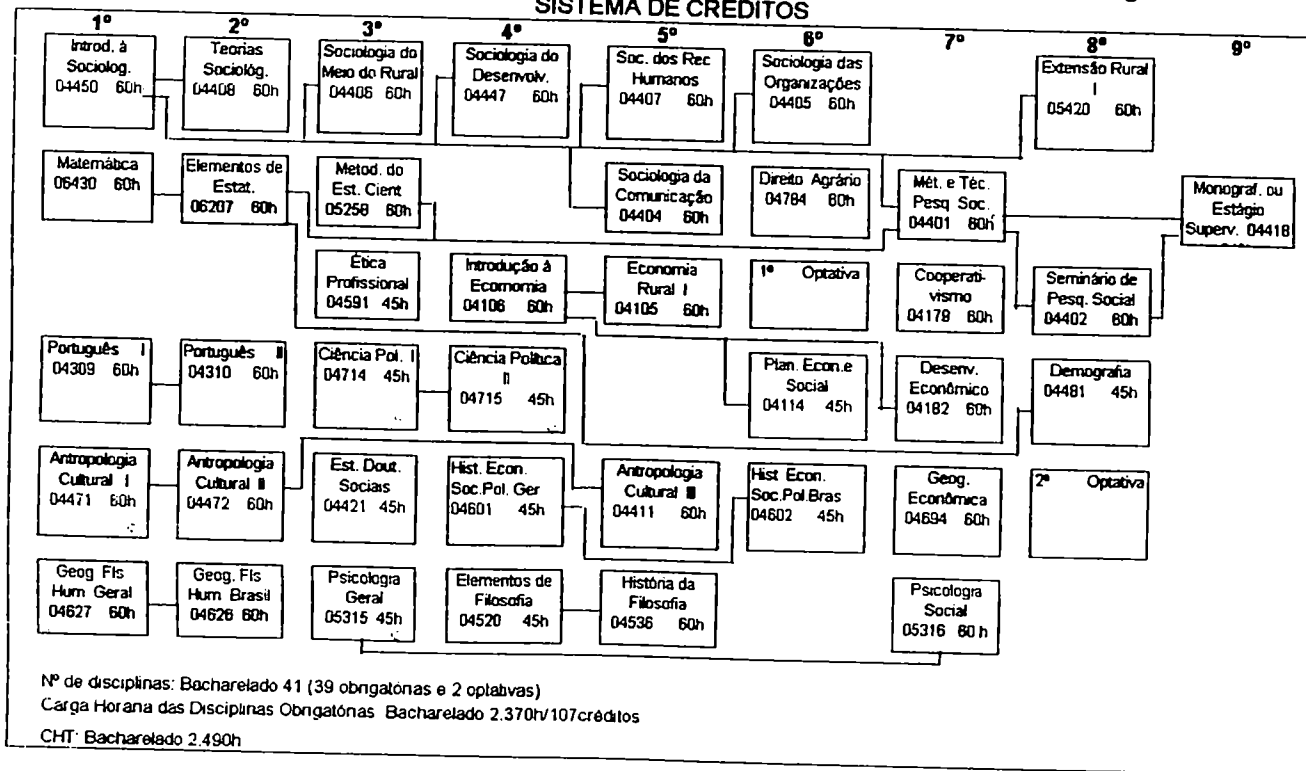 SISTEMA DE CRÉDITOS
1º 2º 3º 4º 5º 6º 7º 8º 9º
Introd. à
Sociolog.
04450 60h
Teorias
Sociológ.
04408 60h
Sociologia do
Meio do Rural
04406 60h
Sociologia do
Desenvolv.
04447 60h
Soc. dos Rec
Humanos
04407 60h
Sociologia das
Organizações
04405 60h
Extensão Rural
I
05420 60h
Matemática
06430 60h
Elementos de
Estat.
06207 60h
Metod. do
Est. Cient
05258 60h
Sociologia da
Comunicação
04404 60h
Direito Agrário
04784 60h
Mét. e Téc.
Pesq Soc.
04401 60h
Monograf. ou
Estágio
Superv. 04418
Ética
Profissional
04591 45h
Introdução à
Ecomomia
04106 60h
Economia
Rural I
04105 60h
1ª Optativa
Cooperati-
vismo
04178 60h
Seminário de
Pesq. Social
04402 60h
Português I
04309 60h
Português II
04310 60h
Ciência Pol. I
04714 45h
Ciência Política
II
04715 45h
Plan. Econ.e
Social
04114 45h
Desenv.
Econômico
04182 60h
Demografia
04481 45h
Antropologia
Cultural I
04471 60h
Antropologia
Cultural II
04472 60h
Est. Dout.
Sociais
04421 45h
Hist. Econ.
Soc.Pol. Ger
04601 45h
Antropologia
Cultural III
04411 60h
Hist Econ.
Soc.Pol.Bras
04602 45h
Geog.
Econômica
04694 60h
2ª Optativa
Geog Fís
Hum Geral
04627 60h
Geog. Fís
Hum Brasil
04626 60h
Psicologia
Geral
05315 45h
Elementos de
Filosofia
04520 45h
História da
Filosofia
04536 60h
Psicologia
Social
05316 60 h
Nº de disciplinas: Bacharelado 41 (39 obrigatórias e 2 optativas)
Carga Horana das Disciplinas Obrigatórias Bacharelado 2.370h/107créditos
CHT: Bacharelado 2.490h